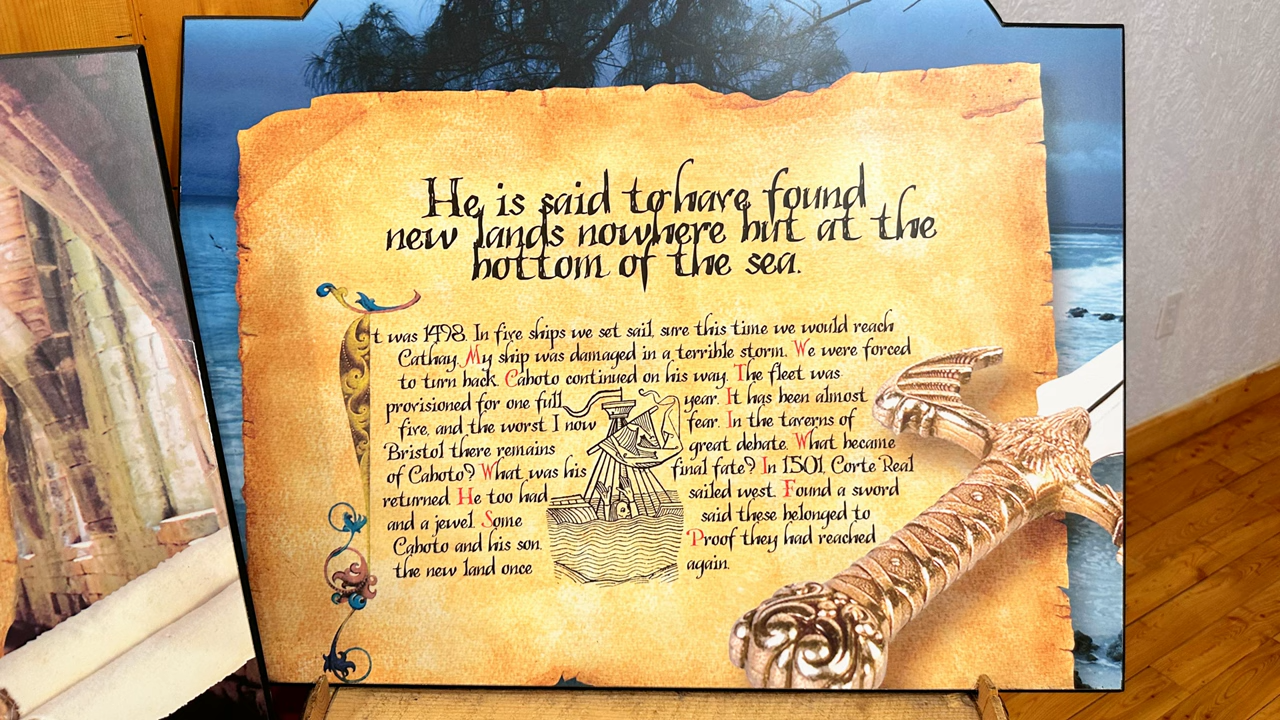 He is said to have found
new lands nowhere but at the
bottom of the sea.
It was 1498. In five ships we set sail, sure this time we would reach
Cathay. My ship was damaged in a terrible storm. We were forced
to turn back. Caboto continued on his way. The fleet was
provisioned for one full year. It has been almost
five, and the worst I now fear. In the taverns of
Bristol there remains great debate. What became
of Caboto? What was his final fate? In 1501, Corte Real
returned. He too had sailed west. Found a sword
and a jewel. Some said these belonged to
Caboto and his son. Proof they had reached
the new land once again.